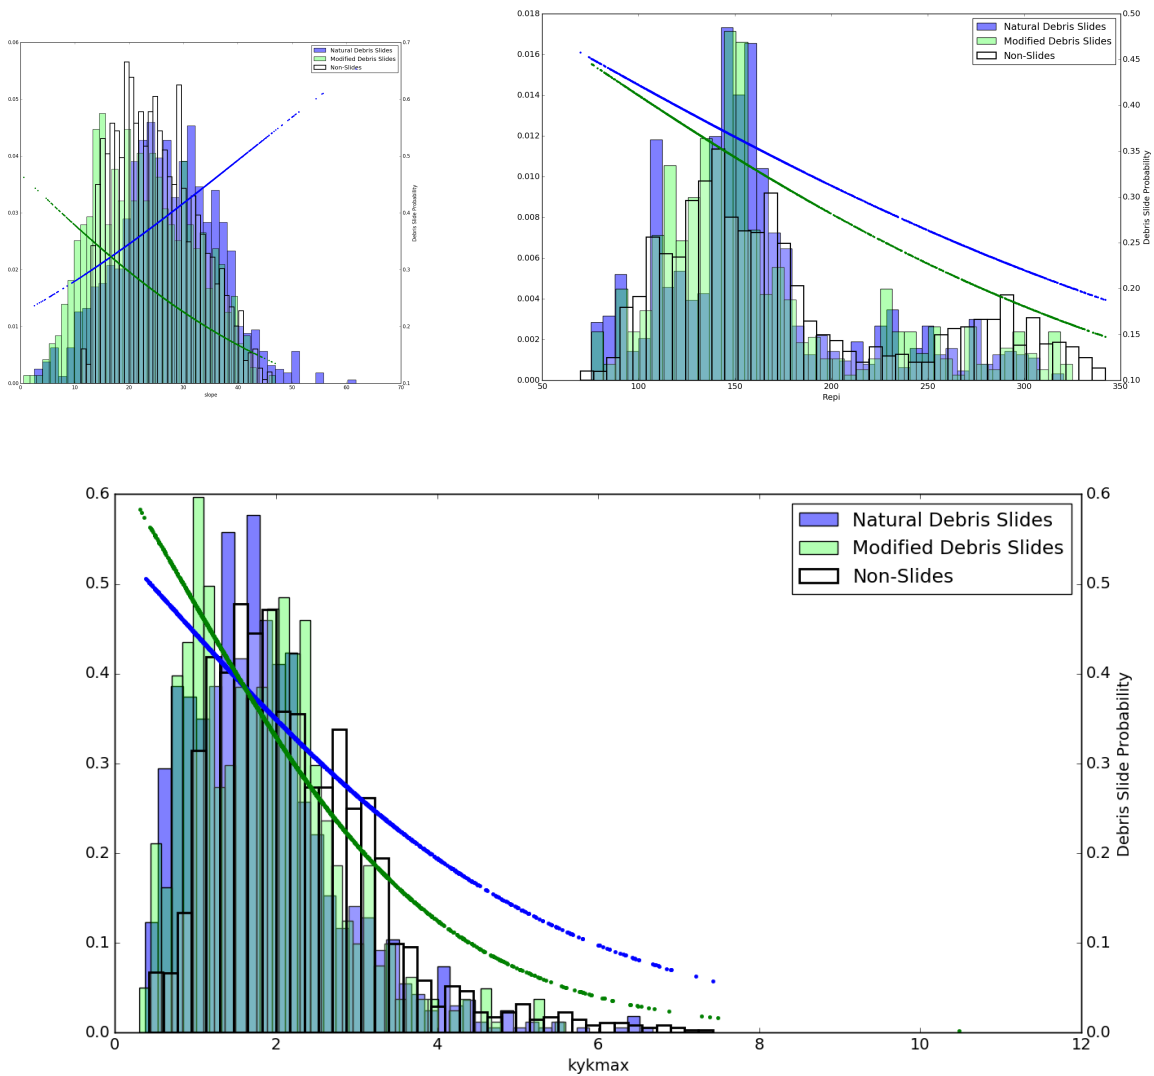 0.06
0.05
0.04
0.03
0.02
0.01
0.00
0 10 20 30 40 50 60 70
slope
0.7
0.6
0.5
0.4
0.3
0.2
0.1
Debris Slide Probability
Natural Debris Slides
Modified Debris Slides
Non-Slides
0.018
0.016
0.014
0.012
0.010
0.008
0.006
0.004
0.002
0.000
50 100 150 200 250 300 350
Repi
0.50
0.45
0.40
0.35
0.30
0.25
0.20
0.15
0.10
Debris Slide Probability
Natural Debris Slides
Modified Debris Slides
Non-Slides
0.6
0.5
0.4
0.3
0.2
0.1
0.0
0 2 4 6 8 10 12
kykmax
0.6
0.5
0.4
0.3
0.2
0.1
0.0
Debris Slide Probability
Natural Debris Slides
Modified Debris Slides
Non-Slides